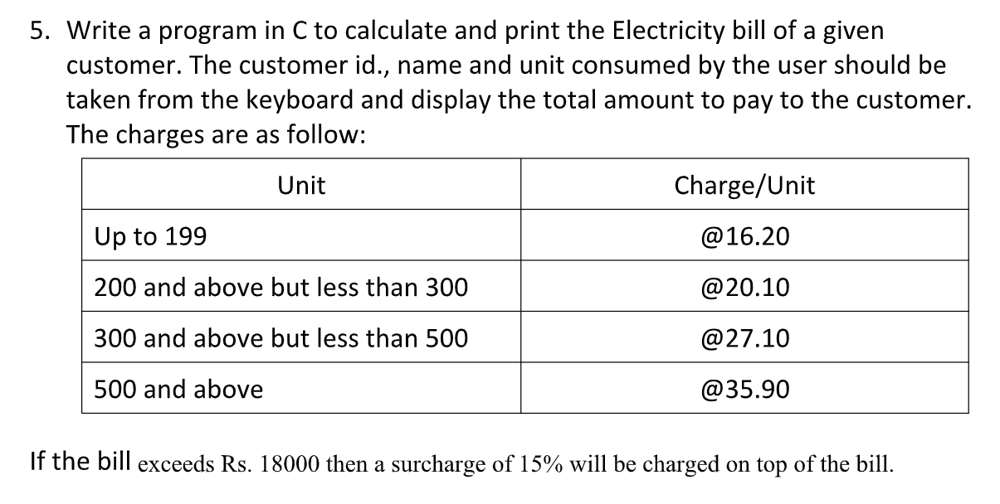 5. Write a program in C to calculate and print the Electricity bill of a given
customer. The customer id., name and unit consumed by the user should be
taken from the keyboard and display the total amount to pay to the customer.
The charges are as follow:
Unit Charge/Unit
Up to 199 @16.20
200 and above but less than 300 @20.10
300 and above but less than 500 @27.10
500 and above @35.90
If the bill exceeds Rs. 18000 then a surcharge of 15% will be charged on top of the bill.